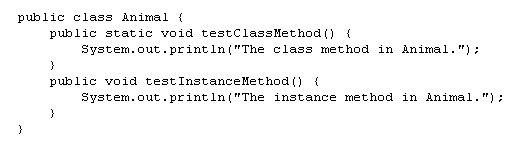 public class Animal {
    public static void testClassMethod() {
        System.out.println("The class method in Animal.");
    }
    public void testInstanceMethod() {
        System.out.println("The instance method in Animal.");
    }
}